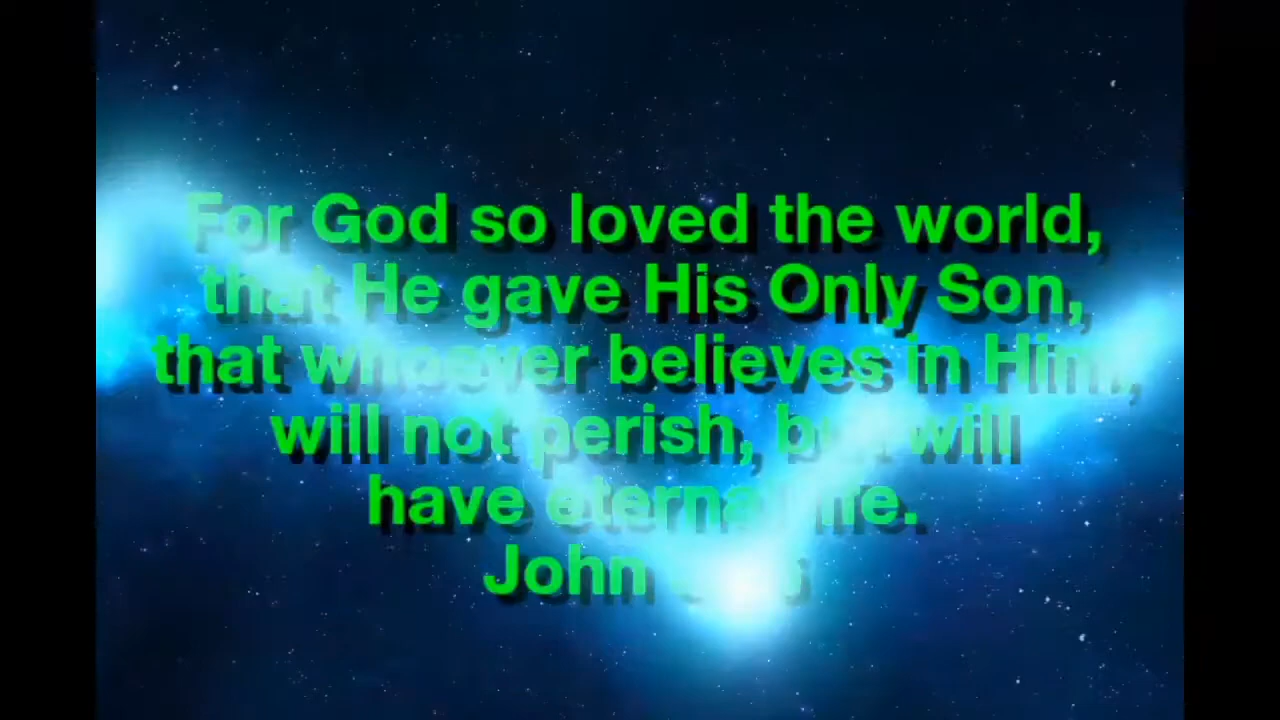 For God so loved the world,
that He gave His Only Son,
that whoever believes in Him,
will not perish, but will
have eternal life.
John